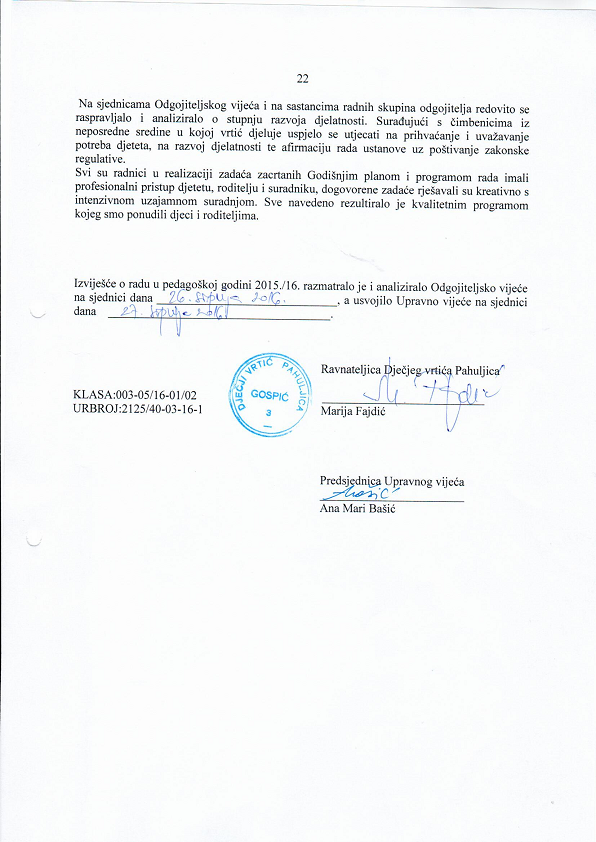 22
Na sjednicama Odgojiteljskog vijeća i na sastancima radnih skupina odgojitelja redovito se
raspravljalo i analiziralo o stupnju razvoja djelatnosti. Surađujući s čimbenicima iz
neposredne sredine u kojoj vrtić djeluje uspjelo se utjecati na prihvaćanje i uvažavanje
potreba djeteta, na razvoj djelatnosti te afirmaciju rada ustanove uz poštivanje zakonske
regulative.
Svi su radnici u realizaciji zadaća zacrtanih Godišnjim planom i programom rada imali
profesionalni pristup djetetu, roditelju i suradniku, dogovorene zadaće rješavali su kreativno s
intenzivnom uzajamnom suradnjom. Sve navedeno rezultiralo je kvalitetnim programom
kojeg smo ponudili djeci i roditeljima.
Izviješće o radu u pedagoškoj godini 2015./16. razmatralo je i analiziralo Odgojiteljsko vijeće
na sjednici dana 26. srpnja 2016. , a usvojilo Upravno vijeće na sjednici
dana 27. srpnja 2016. .
Ravnateljica Dječjeg vrtića Pahuljica
DJEČJI VRTIĆ PAHULJICA
GOSPIĆ
3
KLASA:003-05/16-01/02
URBROJ:2125/40-03-16-1
Marija Fajdić
Predsjednica Upravnog vijeća
Bašić
Ana Mari Bašić